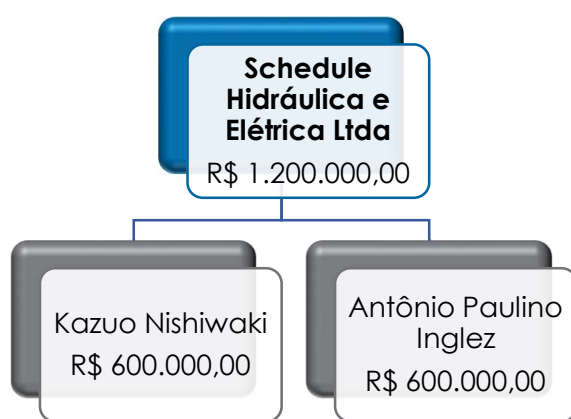 Schedule
Hidráulica e
Elétrica Ltda
R$ 1.200.000,00
Kazuo Nishiwaki
R$ 600.000,00
Antônio Paulino
Inglez
R$ 600.000,00